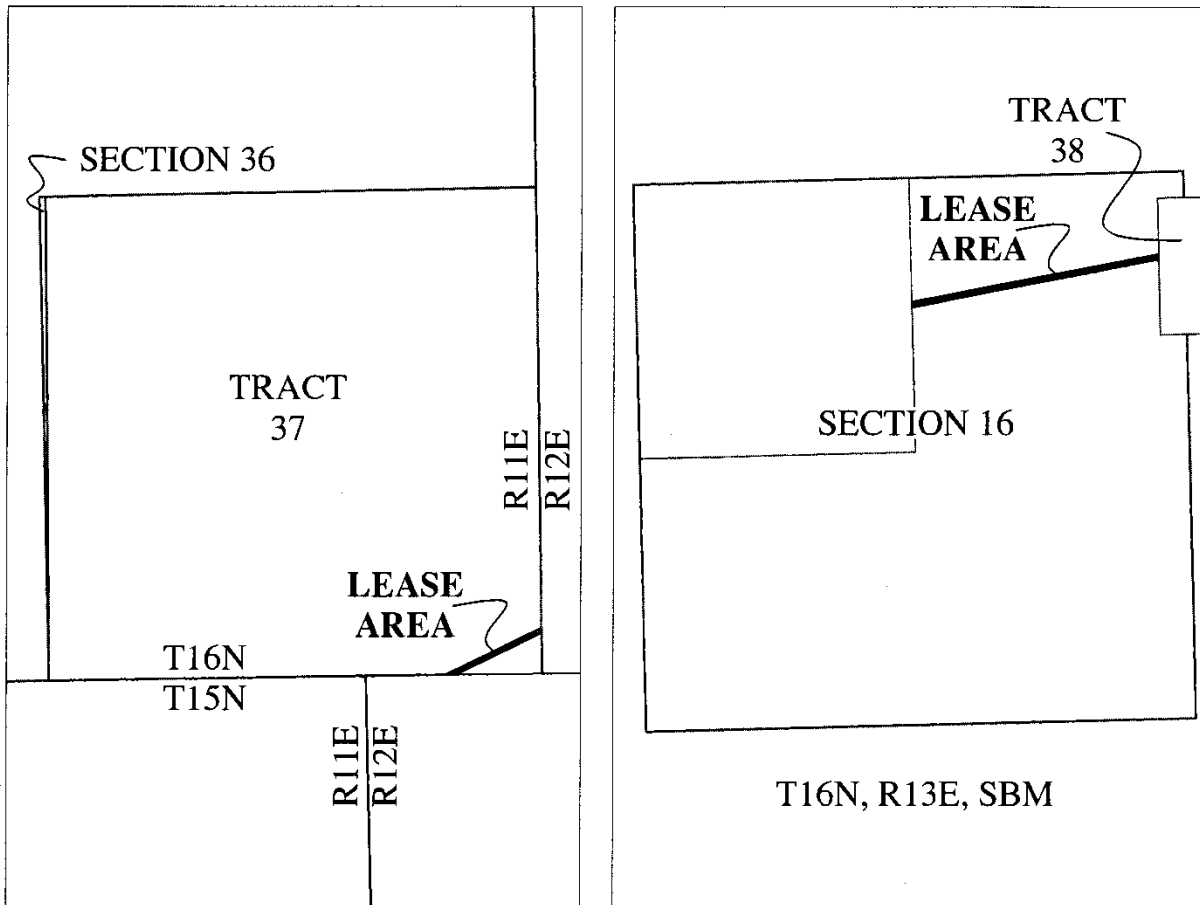 SECTION 36
TRACT
37
R11E
R12E
LEASE
AREA
T16N
T15N
R11E
R12E
TRACT
38
LEASE
AREA
SECTION 16
T16N, R13E, SBM